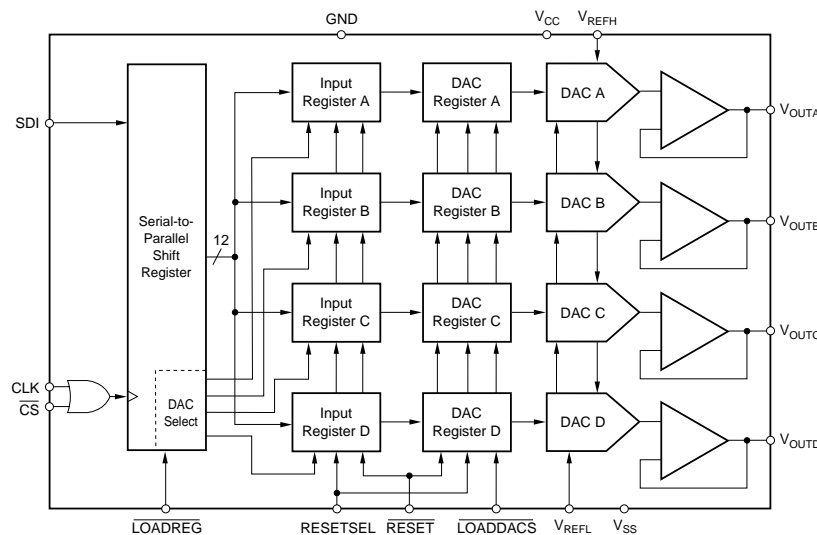 GND
VCC
VREFH
SDI
Serial-to-
Parallel
Shift
Register
12
DAC
Select
CLK
CS
Input
Register A
DAC
Register A
DAC A
VOUTA
Input
Register B
DAC
Register B
DAC B
VOUTB
Input
Register C
DAC
Register C
DAC C
VOUTC
Input
Register D
DAC
Register D
DAC D
VOUTD
LOADREG
RESETSEL
RESET
LOADDACS
VREFL
VSS